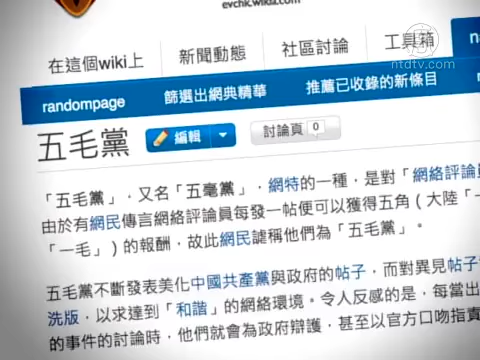 evchk.wikia.com
ntdtv.com
在這個wiki上 新聞動態 社區討論 工具箱
randompage 篩選出網典精華 推薦已收錄的新條目
五毛黨 編輯 討論頁 0
「五毛黨」，又名「五毫黨」，網特的一種，是對「網絡評論員
由於有網民傳言網絡評論員每發一帖便可以獲得五角（大陸「一
「一毛」）的報酬，故此網民謔稱他們為「五毛黨」。
五毛黨不斷發表美化中國共產黨與政府的帖子，而對異見帖子
洗版，以求達到「和諧」的網絡環境。令人反感的是，每當出
的事件的討論時，他們就會為政府辯護，甚至以官方口吻指責